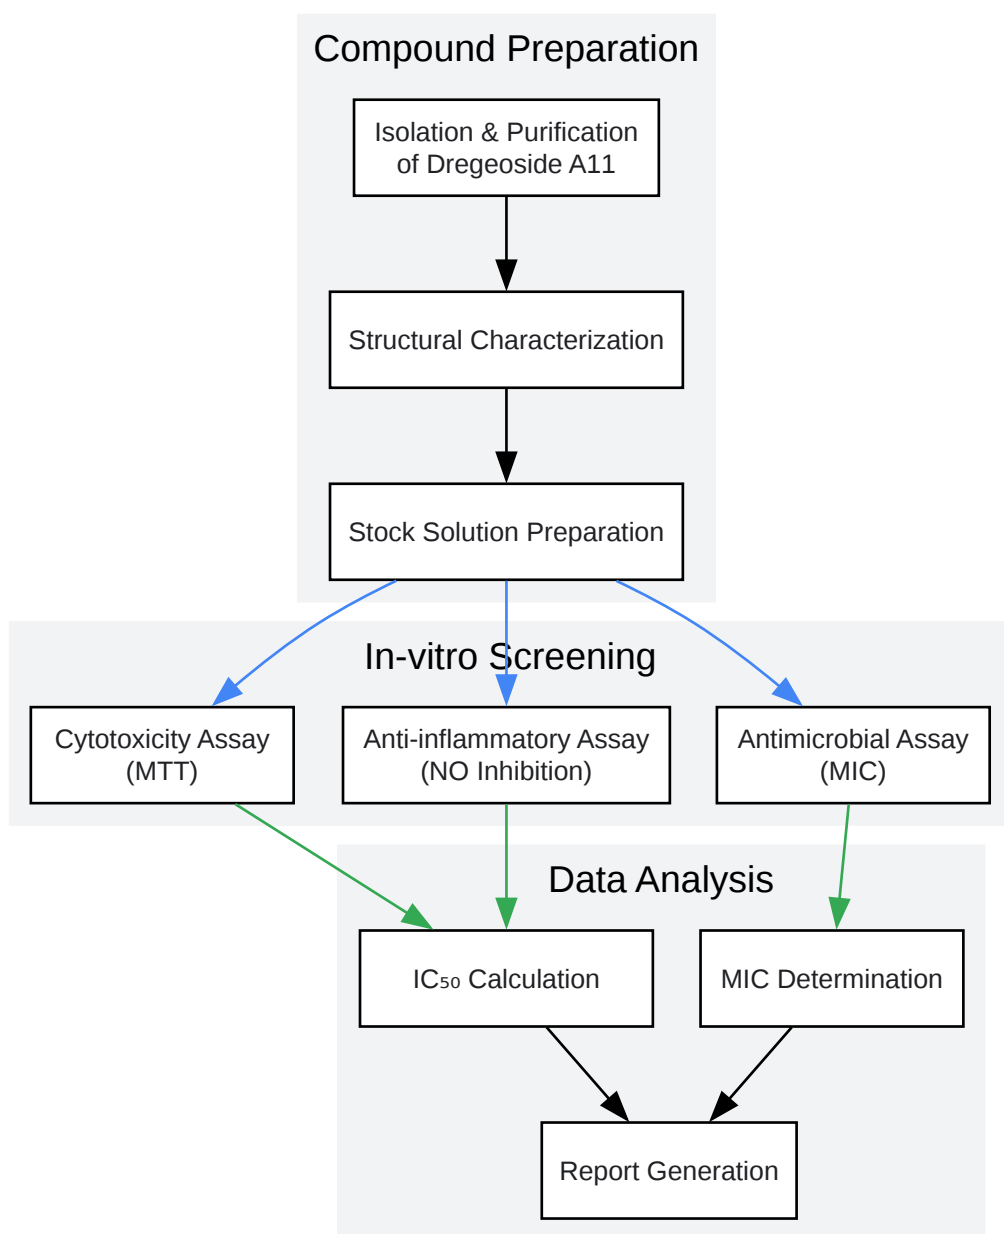 Compound Preparation
Isolation & Purification
of Dregeoside A11
Structural Characterization
Stock Solution Preparation
In-vitro Screening
Cytotoxicity Assay
(MTT)
Anti-inflammatory Assay
(NO Inhibition)
Antimicrobial Assay
(MIC)
Data Analysis
IC₅₀ Calculation
MIC Determination
Report Generation